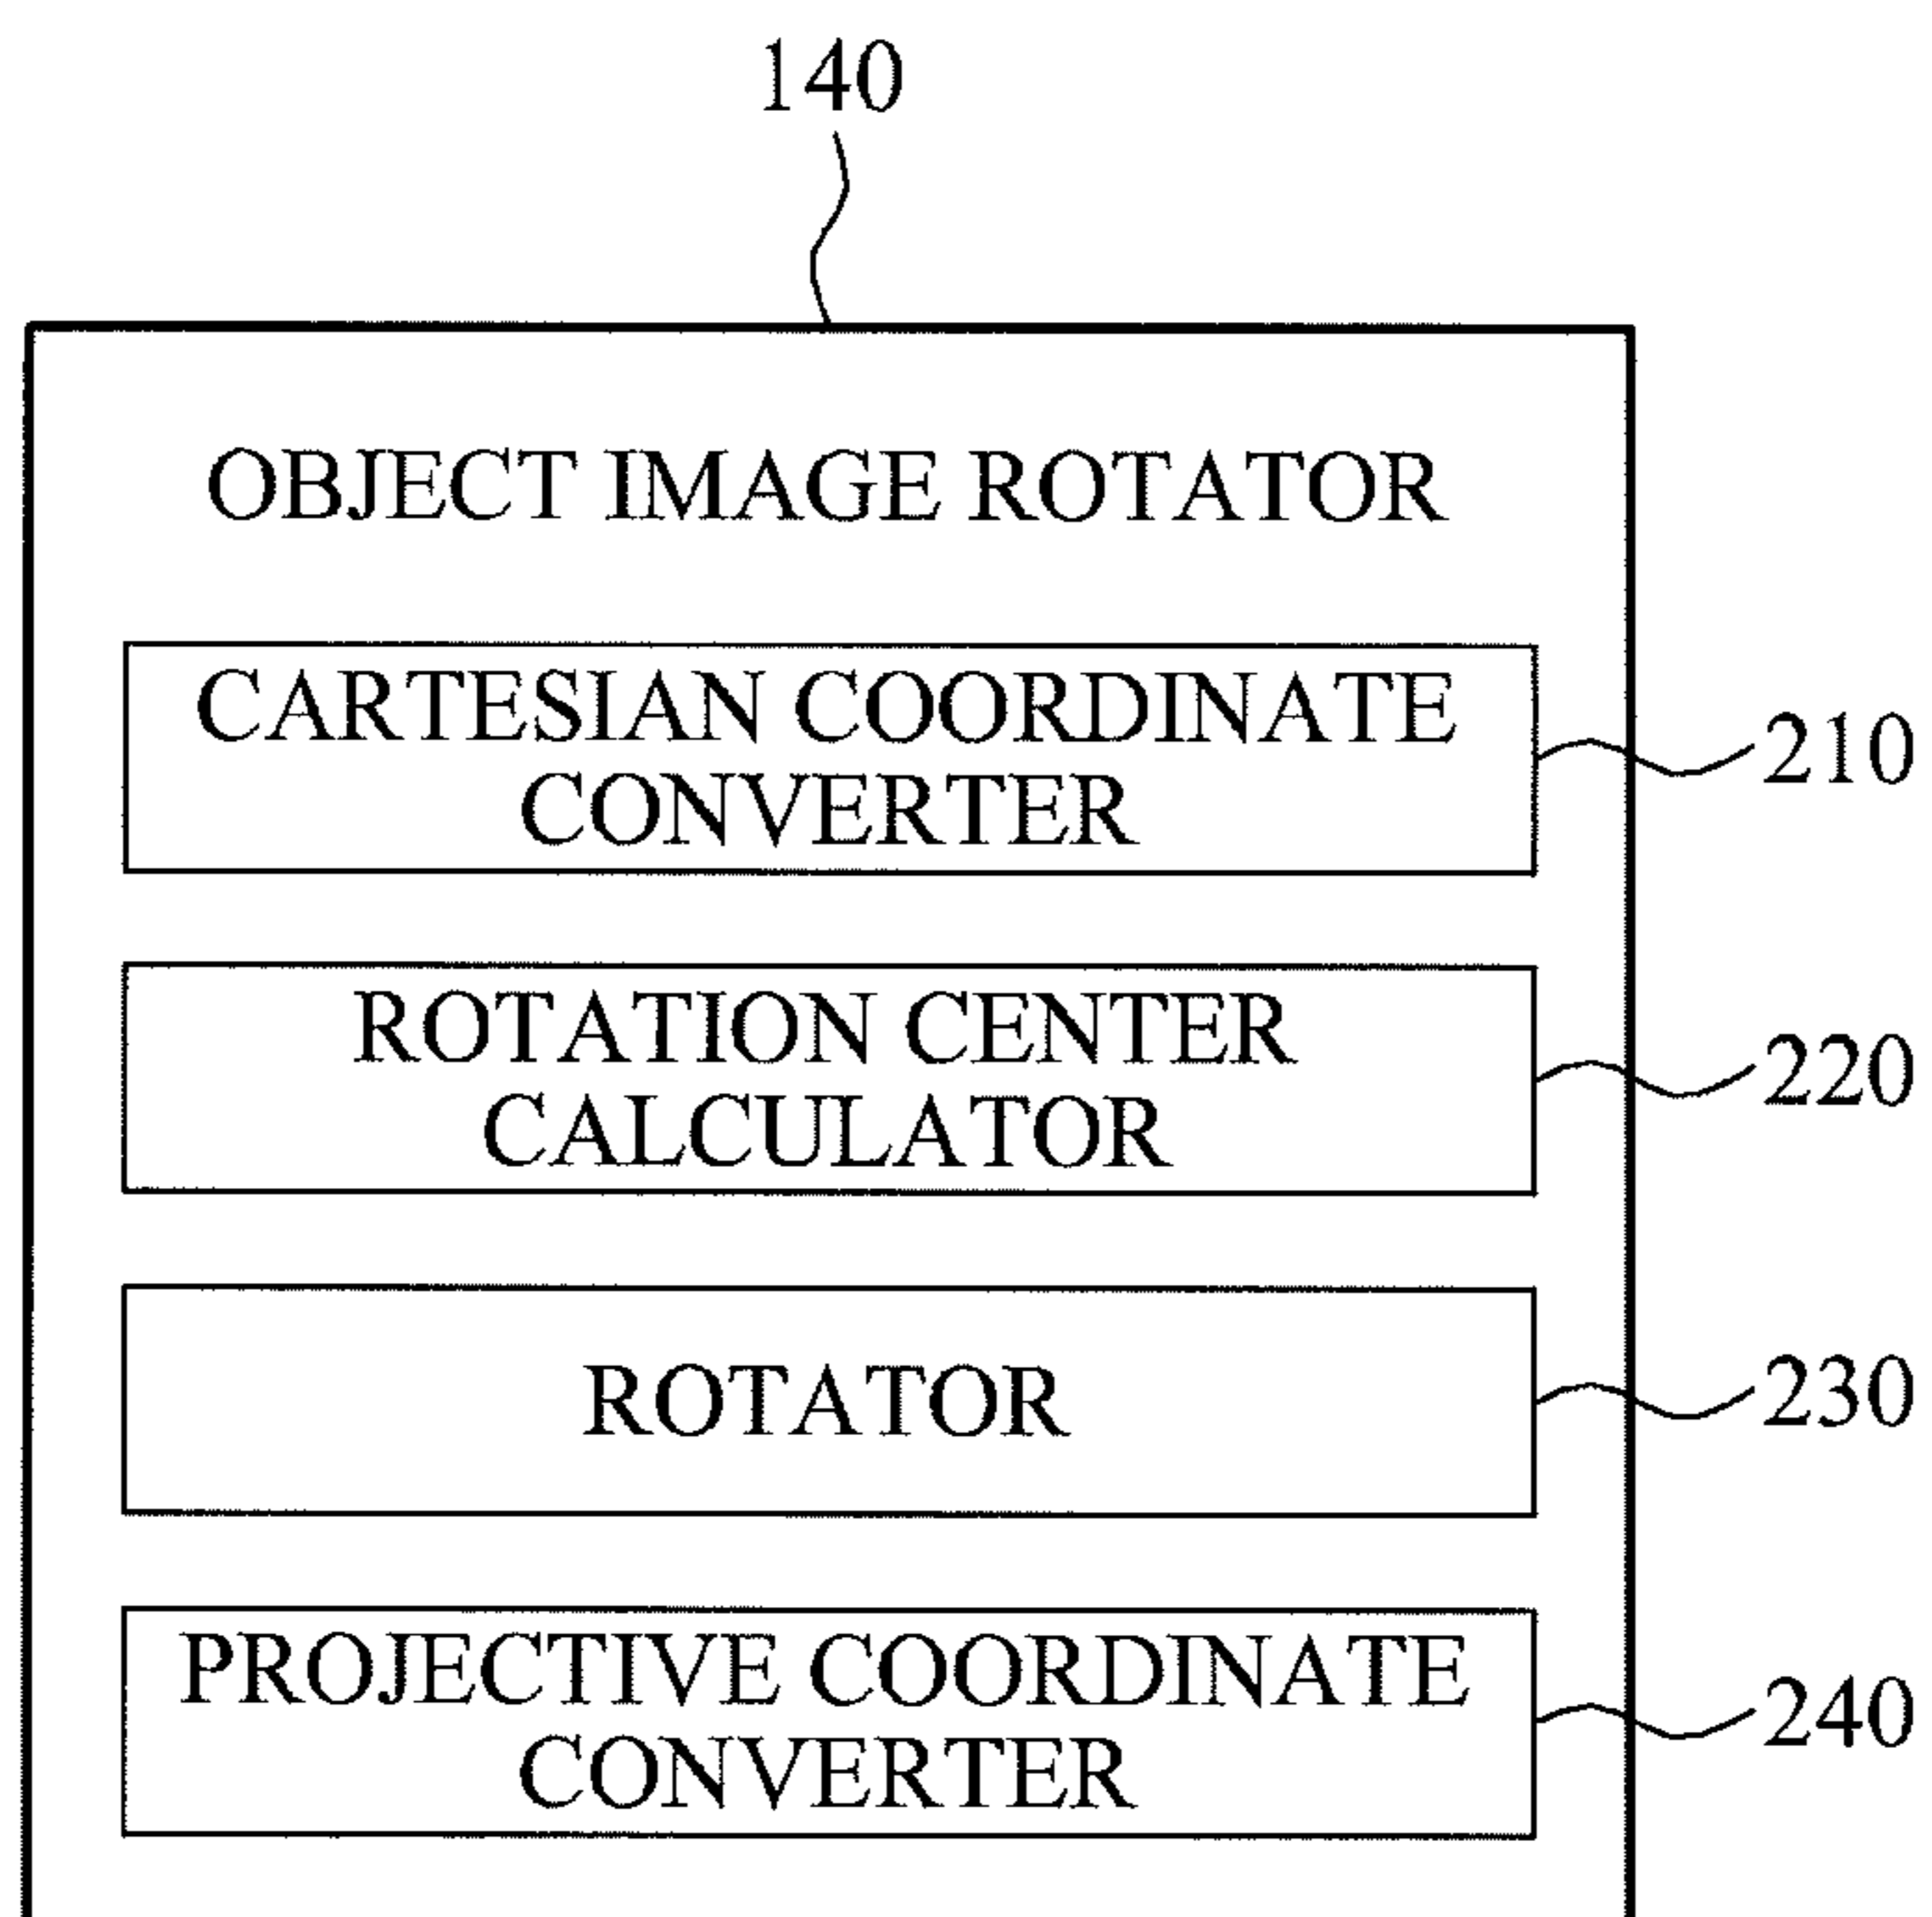 140
OBJECT IMAGE ROTATOR
CARTESIAN COORDINATE
CONVERTER
210
ROTATION CENTER
CALCULATOR
220
ROTATOR
230
PROJECTIVE COORDINATE
CONVERTER
240